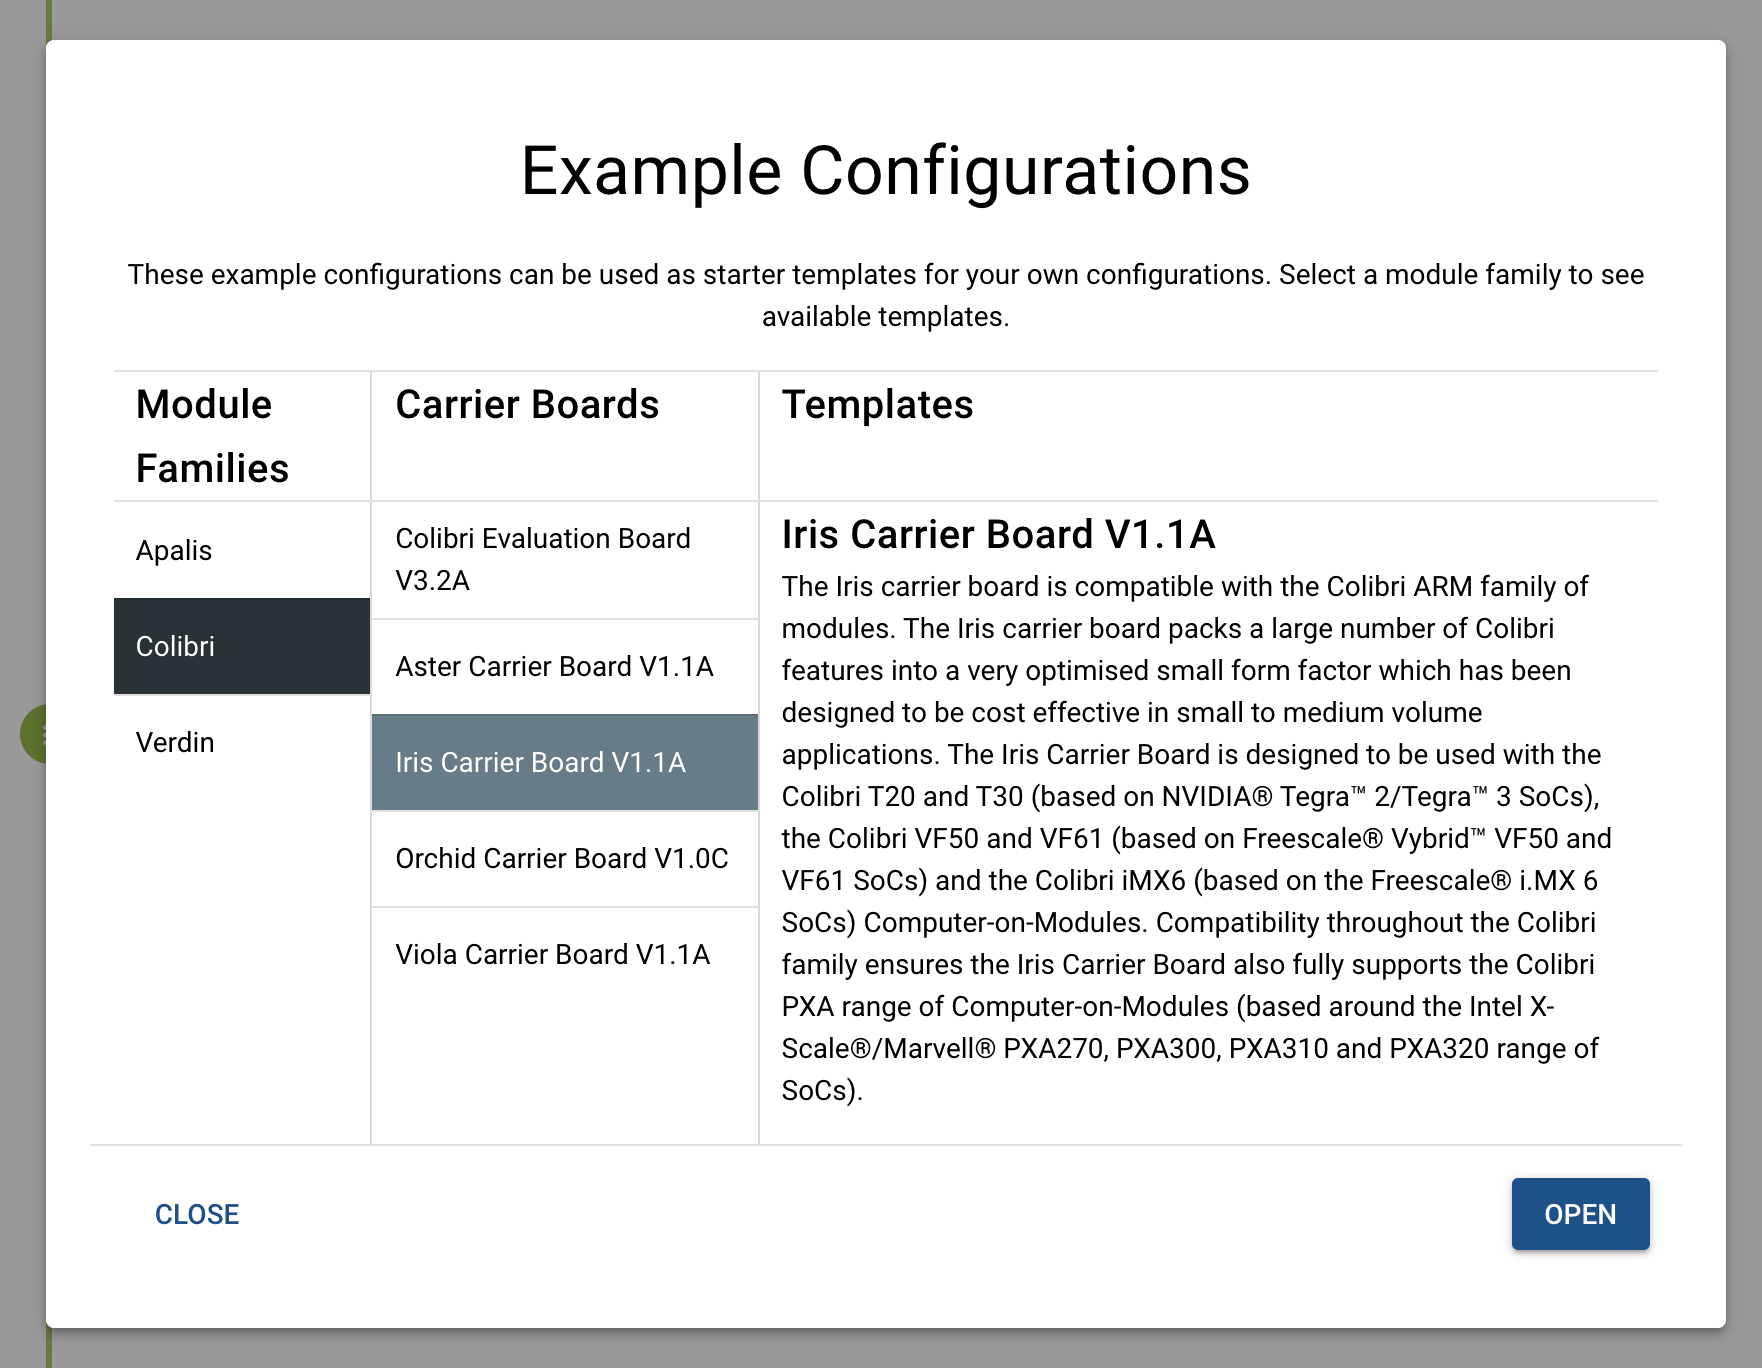 Example Configurations
These example configurations can be used as starter templates for your own configurations. Select a module family to see
available templates.
Module
Families
Carrier Boards
Templates
Apalis
Colibri
Verdin
Colibri Evaluation Board
V3.2A
Aster Carrier Board V1.1A
Iris Carrier Board V1.1A
Orchid Carrier Board V1.0C
Viola Carrier Board V1.1A
Iris Carrier Board V1.1A
The Iris carrier board is compatible with the Colibri ARM family of
modules. The Iris carrier board packs a large number of Colibri
features into a very optimised small form factor which has been
designed to be cost effective in small to medium volume
applications. The Iris Carrier Board is designed to be used with the
Colibri T20 and T30 (based on NVIDIA® Tegra™ 2/Tegra™ 3 SoCs),
the Colibri VF50 and VF61 (based on Freescale® Vybrid™ VF50 and
VF61 SoCs) and the Colibri iMX6 (based on the Freescale® i.MX 6
SoCs) Computer-on-Modules. Compatibility throughout the Colibri
family ensures the Iris Carrier Board also fully supports the Colibri
PXA range of Computer-on-Modules (based around the Intel X-
Scale®/Marvell® PXA270, PXA300, PXA310 and PXA320 range of
SoCs).
CLOSE
OPEN